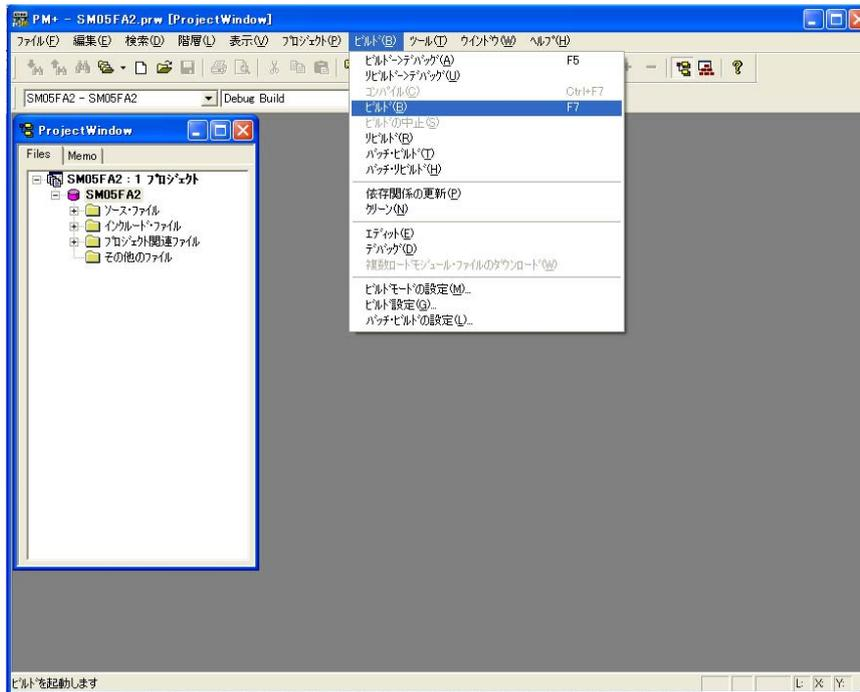 PM+ - SM05FA2.prw [ProjectWindow]
ファイル(F) 編集(E) 検索(D) 階層(L) 表示(V) プロジェクト(P) ビルド(B) ツール(T) ウインドウ(W) ヘルプ(H)
SM05FA2 - SM05FA2 Debug Build
ビルド->デバッグ(A) F5
リビルド->デバッグ(U)
コンパイル(C) Ctrl+F7
ビルド(B) F7
ビルドの中止(S)
リビルド(R)
バッチ・ビルド(T)
バッチ・リビルド(H)
依存関係の更新(P)
クリーン(N)
エディット(E)
デバッグ(D)
複数ロードモジュール・ファイルのダウンロード(W)
ビルドモードの設定(M)...
ビルド設定(G)...
バッチ・ビルドの設定(L)...
ProjectWindow
Files Memo
SM05FA2 : 1 プロジェクト
SM05FA2
ソース・ファイル
インクルード・ファイル
プロジェクト関連ファイル
その他のファイル
ビルドを起動します L: X: Y: